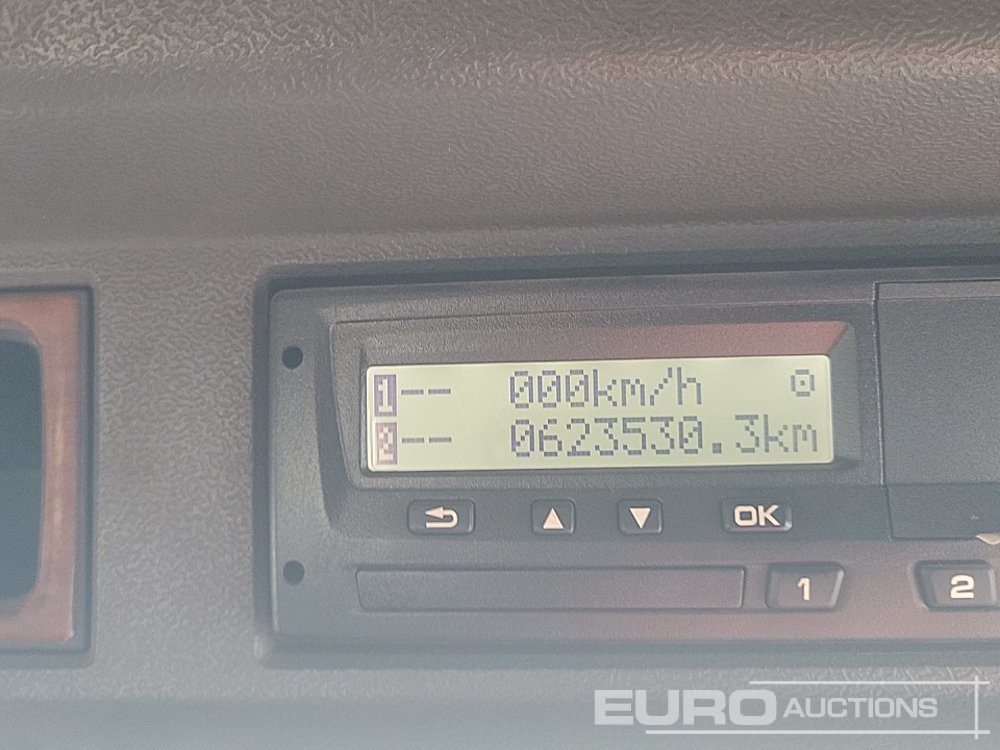 1-- 000km/h
2-- 0623530.3km
▲ ▼ OK
1 2
EURO AUCTIONS